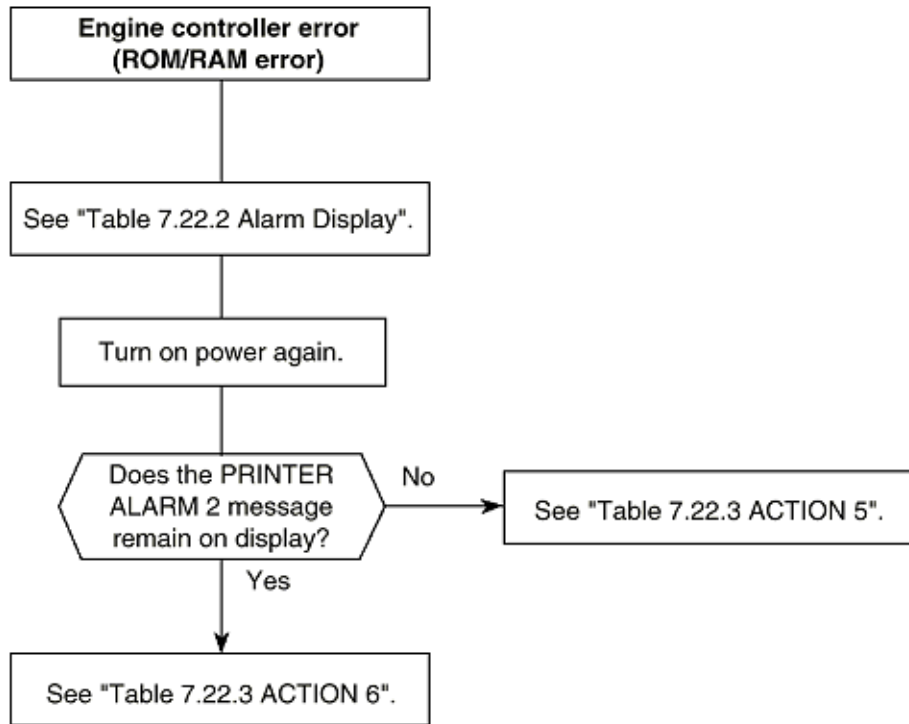 Engine controller error
(ROM/RAM error)
See "Table 7.22.2 Alarm Display".
Turn on power again.
Does the PRINTER
ALARM 2 message
remain on display?
No
See "Table 7.22.3 ACTION 5".
Yes
See "Table 7.22.3 ACTION 6".